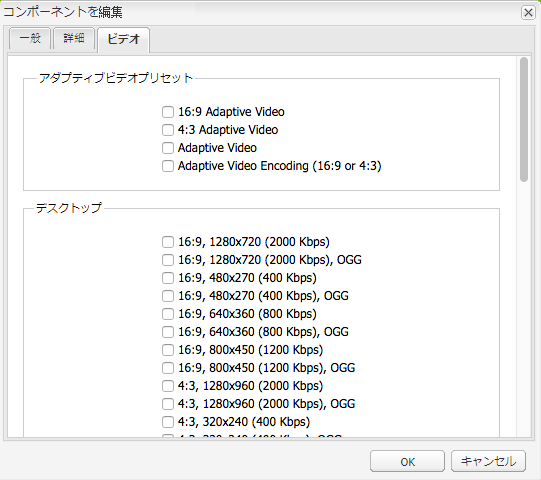 コンポーネントを編集
一般 詳細 ビデオ
アダプティブビデオプリセット
16:9 Adaptive Video
4:3 Adaptive Video
Adaptive Video
Adaptive Video Encoding (16:9 or 4:3)
デスクトップ
16:9, 1280x720 (2000 Kbps)
16:9, 1280x720 (2000 Kbps), OGG
16:9, 480x270 (400 Kbps)
16:9, 480x270 (400 Kbps), OGG
16:9, 640x360 (800 Kbps)
16:9, 640x360 (800 Kbps), OGG
16:9, 800x450 (1200 Kbps)
16:9, 800x450 (1200 Kbps), OGG
4:3, 1280x960 (2000 Kbps)
4:3, 1280x960 (2000 Kbps), OGG
4:3, 320x240 (400 Kbps)
4:3, 320x240 (400 Kbps), OGG
OK キャンセル